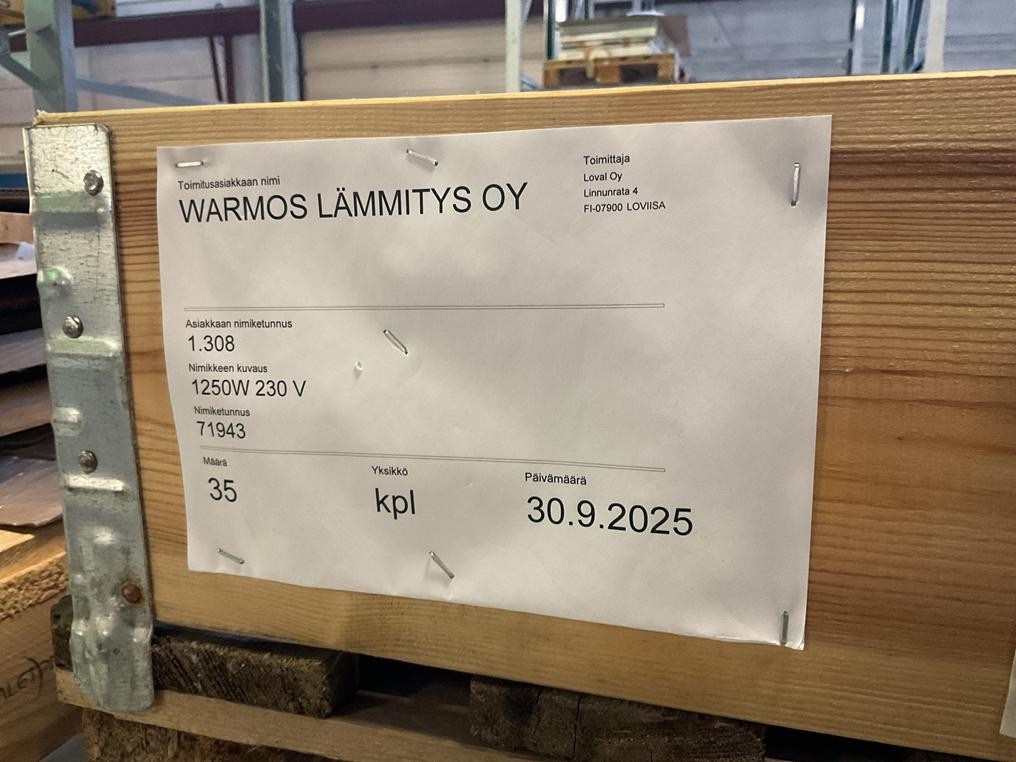 Toimitusasiakkaan nimi
WARMOS LÄMMITYS OY
Toimittaja
Loval Oy
Linnunrata 4
FI-07900 LOVIISA
Asiakkaan nimiketunnus
1.308
Nimikkeen kuvaus
1250W 230 V
Nimiketunnus
71943
Määrä
35
Yksikkö
kpl
Päivämäärä
30.9.2025